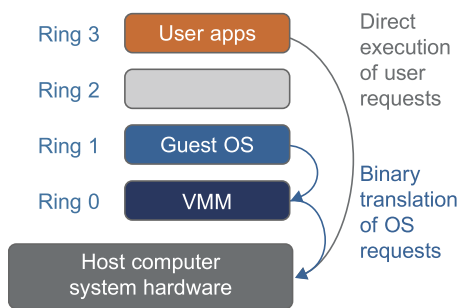 Ring 3
User apps
Direct
execution
of user
requests
Ring 2
Ring 1
Guest OS
Ring 0
VMM
Binary
translation
of OS
requests
Host computer
system hardware